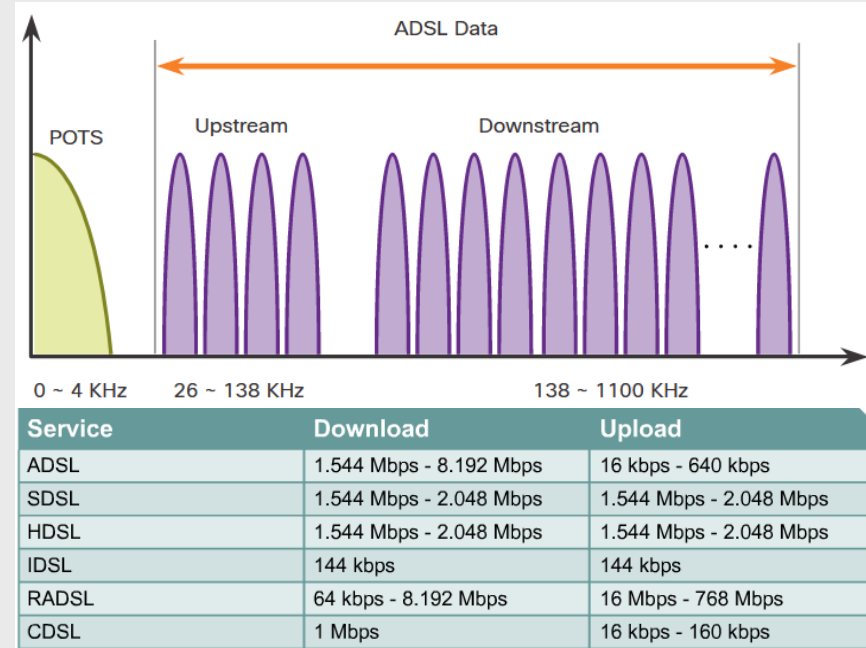 ADSL Data
POTS Upstream Downstream
0 ~ 4 KHz 26 ~ 138 KHz 138 ~ 1100 KHz
Service Download Upload
ADSL 1.544 Mbps - 8.192 Mbps 16 kbps - 640 kbps
SDSL 1.544 Mbps - 2.048 Mbps 1.544 Mbps - 2.048 Mbps
HDSL 1.544 Mbps - 2.048 Mbps 1.544 Mbps - 2.048 Mbps
IDSL 144 kbps 144 kbps
RADSL 64 kbps - 8.192 Mbps 16 Mbps - 768 Mbps
CDSL 1 Mbps 16 kbps - 160 kbps